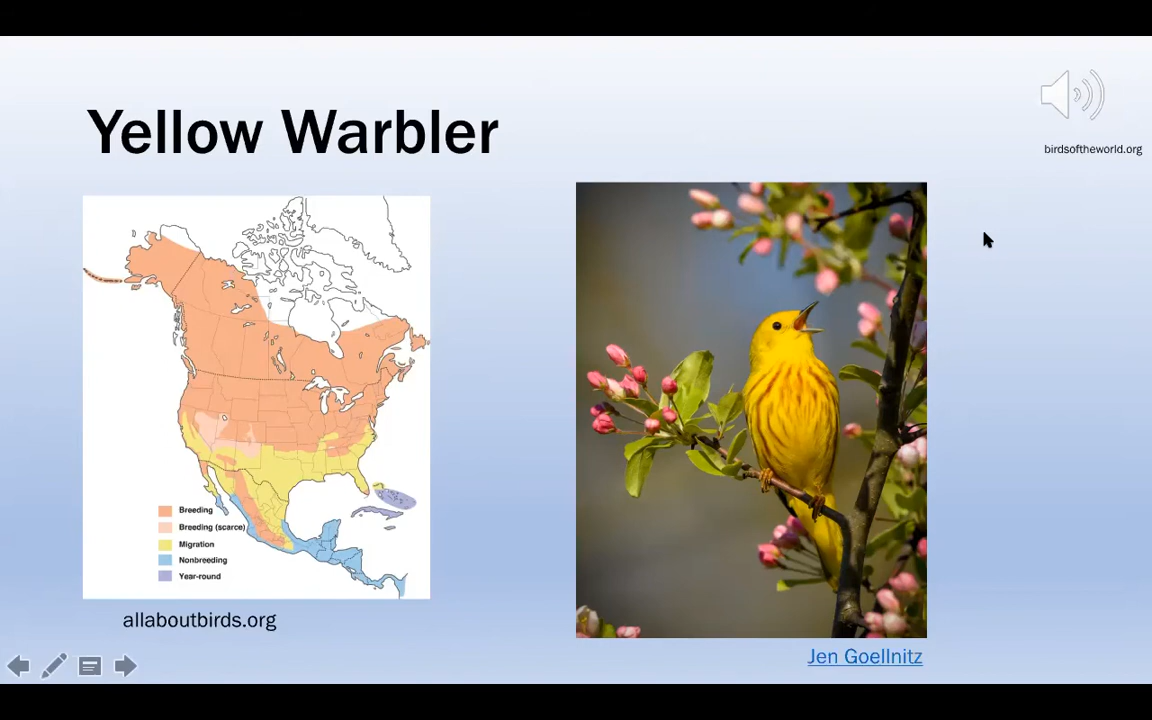 Yellow Warbler
birdsoftheworld.org
Breeding
Breeding (scarce)
Migration
Nonbreeding
Year-round
allaboutbirds.org
Jen Goellnitz